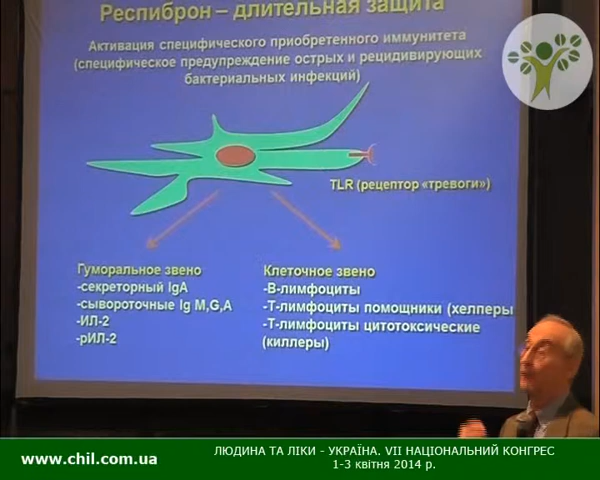 Респиброн – длительная защита
Активация специфического приобретенного иммунитета
(специфическое предупреждение острых и рецидивирующих
бактериальных инфекций)
TLR (рецептор «тревоги»)
Гуморальное звено
-секреторный IgA
-сывороточные Ig M,G,A
-ИЛ-2
-рИЛ-2
Клеточное звено
-В-лимфоциты
-Т-лимфоциты помощники (хелперы
-Т-лимфоциты цитотоксические
(киллеры)
www.chil.com.ua
ЛЮДИНА ТА ЛІКИ - УКРАЇНА. VII НАЦІОНАЛЬНИЙ КОНГРЕС
1-3 квітня 2014 р.